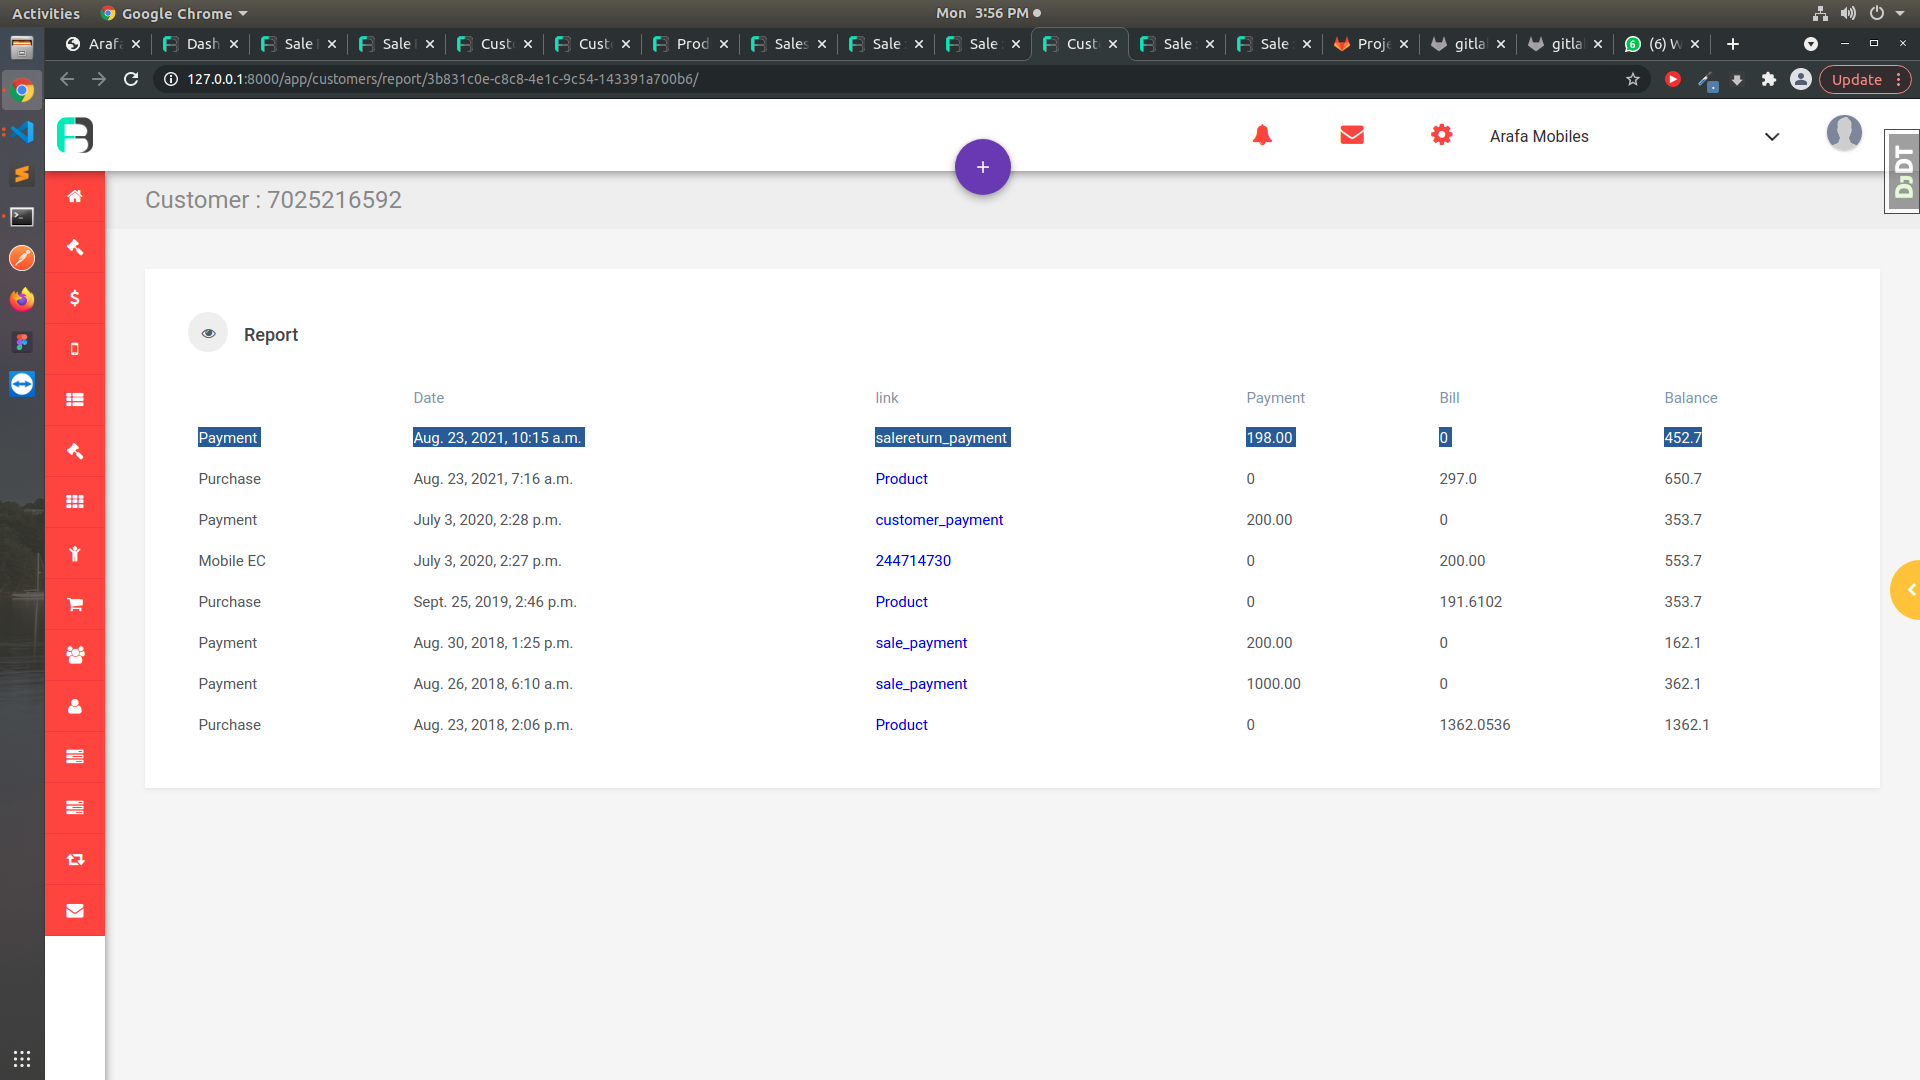 Activities Google Chrome Mon 3:56 PM
Arafa Dash Sale Sale Custo Custo Prod Sales Sale Sale Cust Sale Sale Proje gitla gitla (6) W
127.0.0.1:8000/app/customers/report/3b831c0e-c8c8-4e1c-9c54-143391a700b6/ Update
Arafa Mobiles
DJDT
+
Customer : 7025216592
Report
Date link Payment Bill Balance
Payment Aug. 23, 2021, 10:15 a.m. salereturn_payment 198.00 0 452.7
Purchase Aug. 23, 2021, 7:16 a.m. Product 0 297.0 650.7
Payment July 3, 2020, 2:28 p.m. customer_payment 200.00 0 353.7
Mobile EC July 3, 2020, 2:27 p.m. 244714730 0 200.00 553.7
Purchase Sept. 25, 2019, 2:46 p.m. Product 0 191.6102 353.7
Payment Aug. 30, 2018, 1:25 p.m. sale_payment 200.00 0 162.1
Payment Aug. 26, 2018, 6:10 a.m. sale_payment 1000.00 0 362.1
Purchase Aug. 23, 2018, 2:06 p.m. Product 0 1362.0536 1362.1